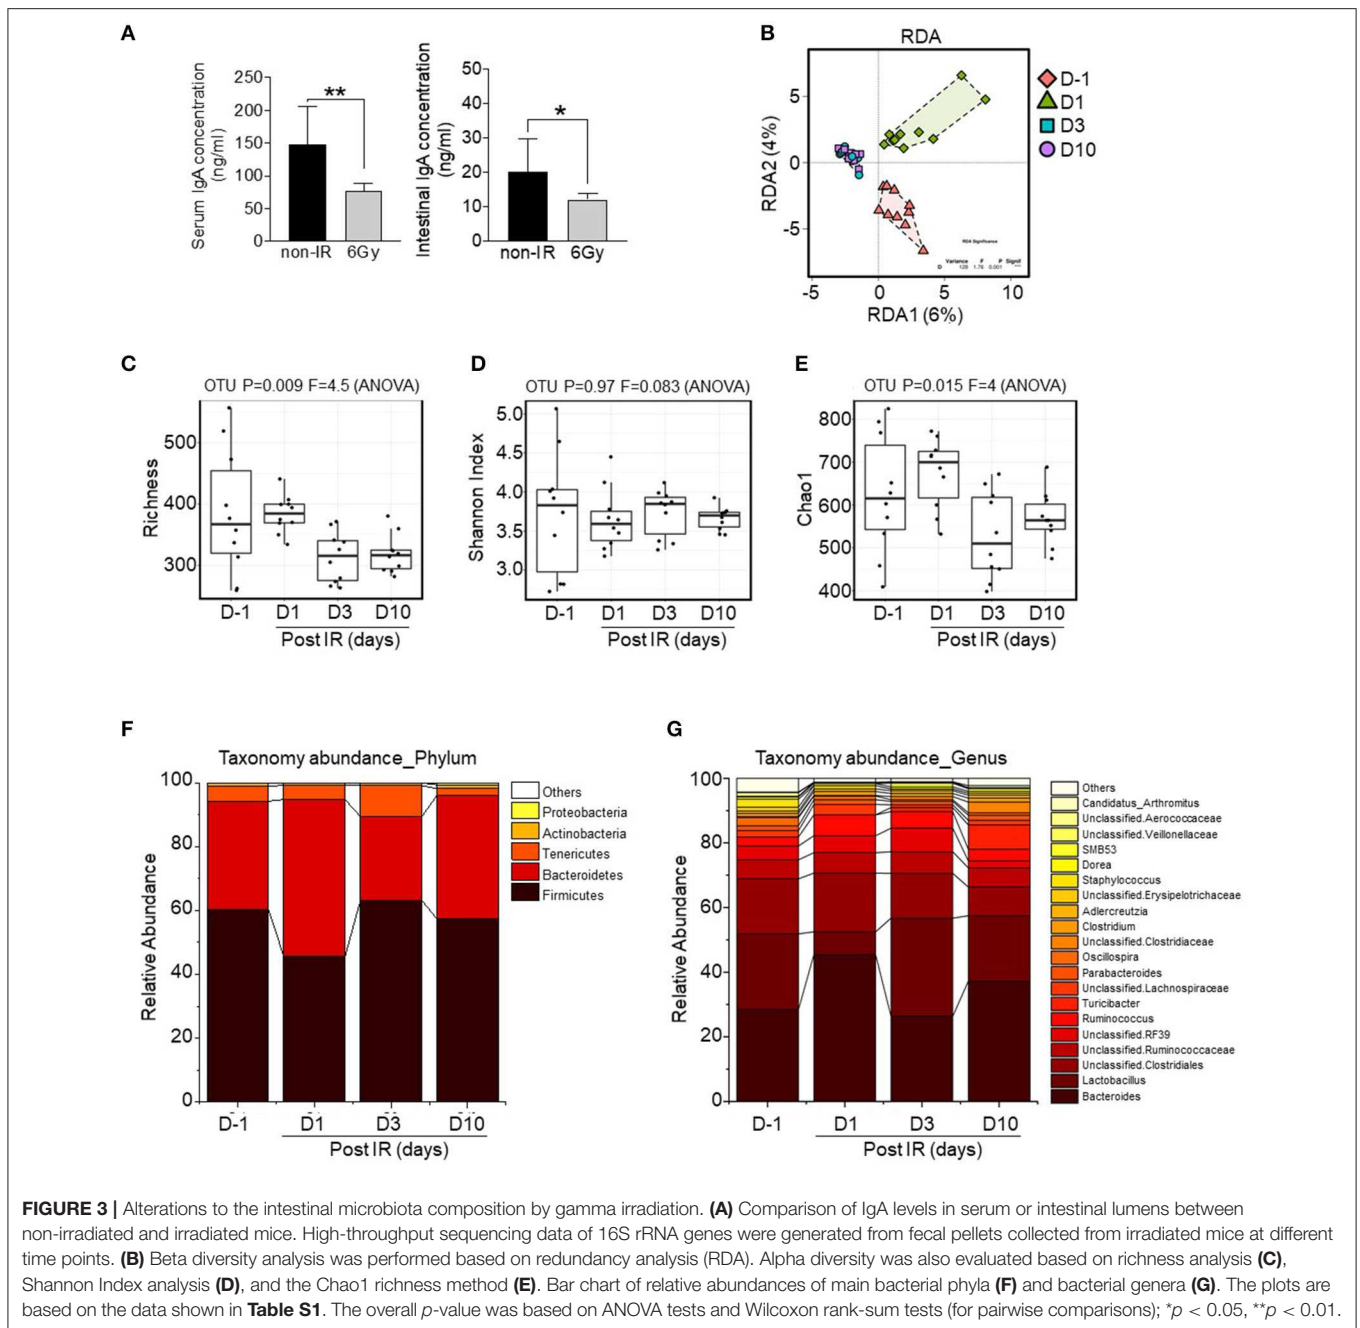 A
Serum IgA concentration
(ng/ml)
250
200
150
100
50
0
**
non-IR
6Gy
Intestinal IgA concentration
(ng/ml)
50
40
30
20
10
0
*
non-IR
6Gy
B
RDA
RDA2 (4%)
5
0
-5
-5
0
5
10
RDA1 (6%)
RDA Significance
Variance F P Signif
D 128 1.76 0.001
D-1
D1
D3
D10
C
OTU P=0.009 F=4.5 (ANOVA)
Richness
500
400
300
D-1
D1
D3
D10
Post IR (days)
D
OTU P=0.97 F=0.083 (ANOVA)
Shannon Index
5.0
4.5
4.0
3.5
3.0
D-1
D1
D3
D10
Post IR (days)
E
OTU P=0.015 F=4 (ANOVA)
Chao1
800
700
600
500
400
D-1
D1
D3
D10
Post IR (days)
F
Taxonomy abundance_Phylum
Relative Abundance
100
80
60
40
20
0
D-1
D1
D3
D10
Post IR (days)
Others
Proteobacteria
Actinobacteria
Tenericutes
Bacteroidetes
Firmicutes
G
Taxonomy abundance_Genus
Relative Abundance
100
80
60
40
20
0
D-1
D1
D3
D10
Post IR (days)
Others
Candidatus_Arthromitus
Unclassified.Aerococcaceae
Unclassified.Veillonellaceae
SMB53
Dorea
Staphylococcus
Unclassified.Erysipelotrichaceae
Adlercreutzia
Clostridium
Unclassified.Clostridiaceae
Oscillospira
Parabacteroides
Unclassified.Lachnospiraceae
Turicibacter
Ruminococcus
Unclassified.RF39
Unclassified.Ruminococcaceae
Unclassified.Clostridiales
Lactobacillus
Bacteroides
FIGURE 3 | Alterations to the intestinal microbiota composition by gamma irradiation. (A) Comparison of IgA levels in serum or intestinal lumens between
non-irradiated and irradiated mice. High-throughput sequencing data of 16S rRNA genes were generated from fecal pellets collected from irradiated mice at different
time points. (B) Beta diversity analysis was performed based on redundancy analysis (RDA). Alpha diversity was also evaluated based on richness analysis (C),
Shannon Index analysis (D), and the Chao1 richness method (E). Bar chart of relative abundances of main bacterial phyla (F) and bacterial genera (G). The plots are
based on the data shown in Table S1. The overall p-value was based on ANOVA tests and Wilcoxon rank-sum tests (for pairwise comparisons); *p < 0.05, **p < 0.01.